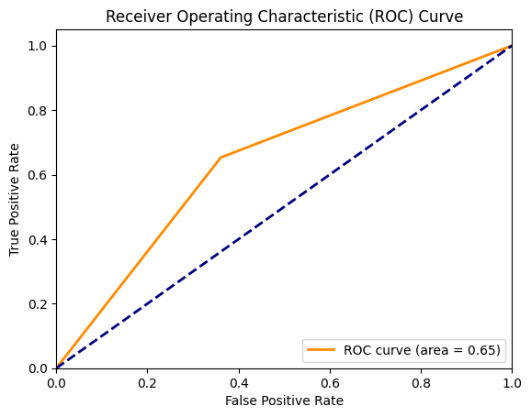 Receiver Operating Characteristic (ROC) Curve
1.0
0.8
0.6
0.4
0.2
0.0
True Positive Rate
ROC curve (area = 0.65)
0.0 0.2 0.4 0.6 0.8 1.0
False Positive Rate